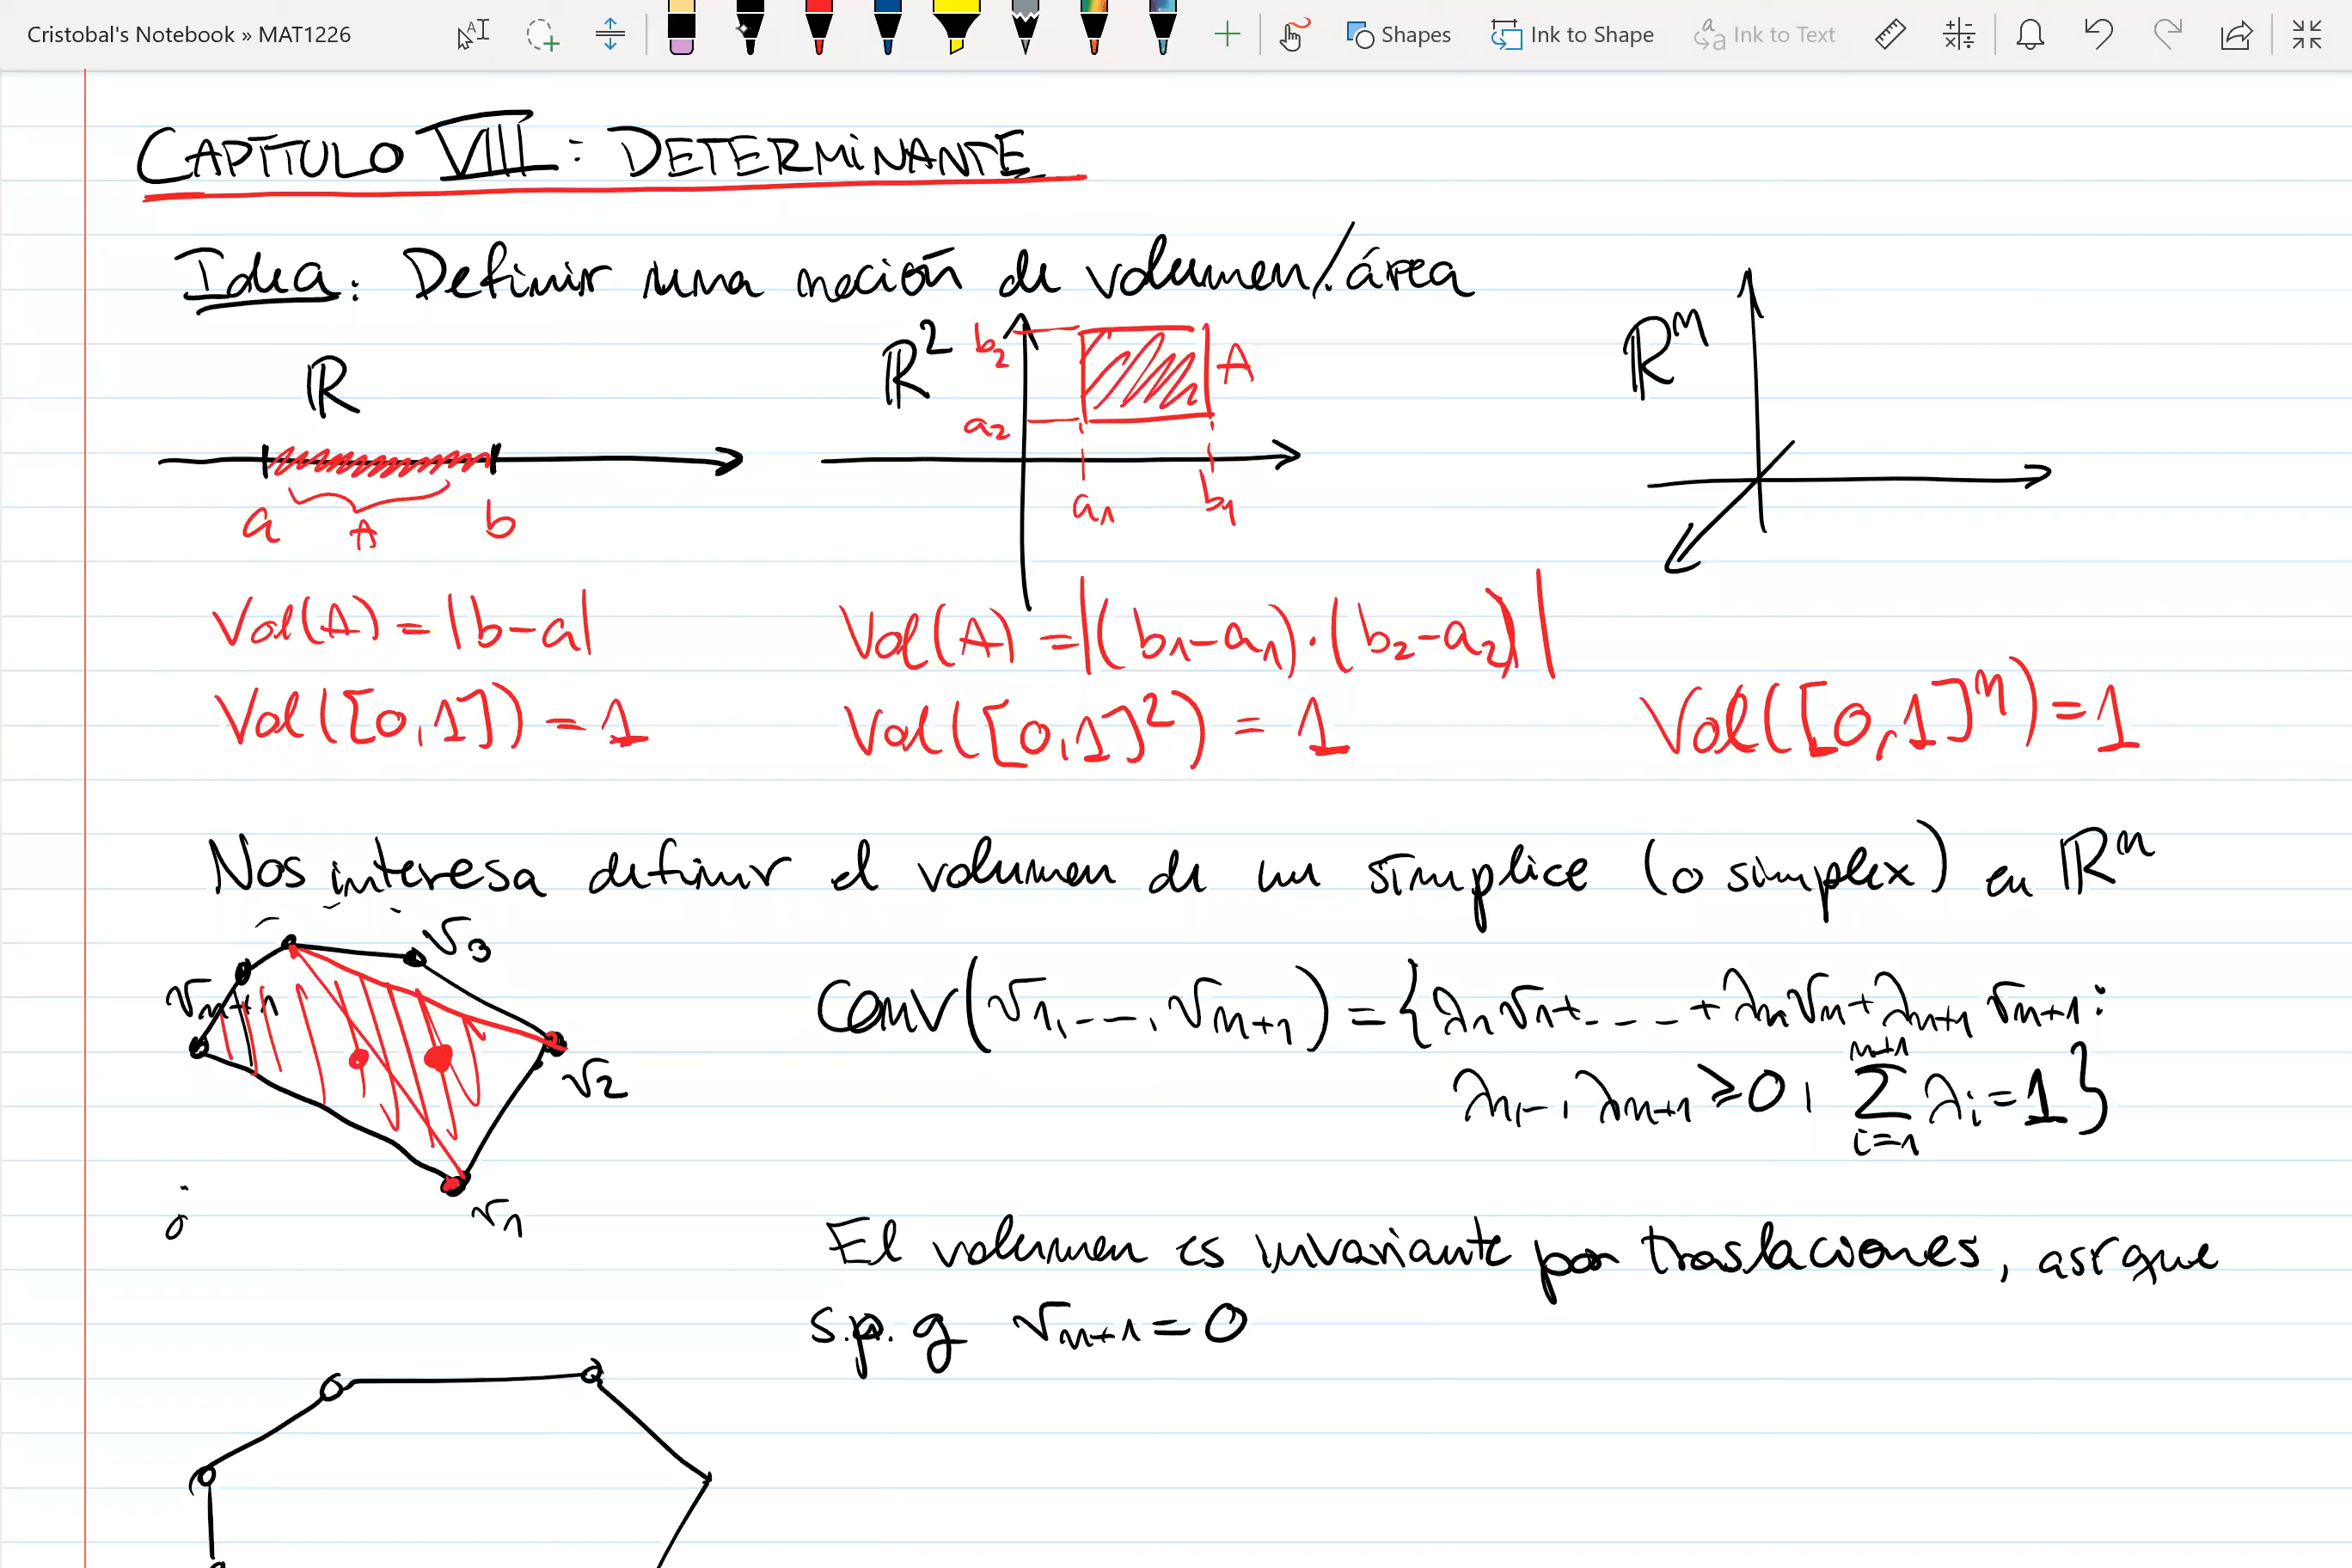 Cristobal's Notebook » MAT1226
Shapes
Ink to Shape
Ink to Text
CAPÍTULO VIII: DETERMINANTE
Idea: Definir una noción de volumen/área
ℝ
a A b
ℝ² b₂ a₂ A a₁ b₁
ℝⁿ
Vol(A) = |b-a|
Vol(A) = |(b₁-a₁)·(b₂-a₂)|
Vol([0,1]) = 1
Vol([0,1]²) = 1
Vol([0,1]ⁿ) = 1
Nos interesa definir el volumen de un símplice (o simplex) en ℝⁿ
v₃
vₙ₊₁
v₂
v₁
Conv(v₁,...,vₙ₊₁) = {λ₁v₁+....+λₙvₙ+λₙ₊₁vₙ₊₁:
λ₁,..,λₙ₊₁ ≥ 0, ∑ᵢ₌₁ⁿ⁺¹ λᵢ = 1}
El volumen es invariante por traslaciones, así que
s.p.g vₙ₊₁ = 0